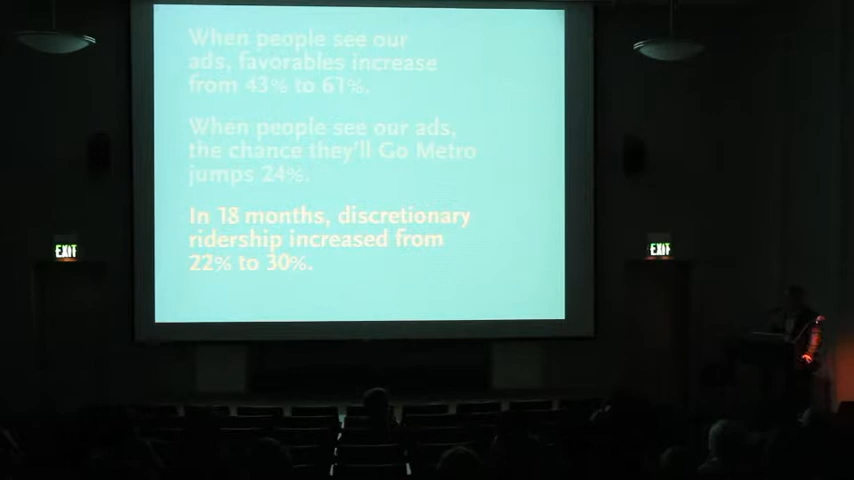 When people see our
ads, favorables increase
from 43% to 61%.
When people see our ads,
the chance they'll Go Metro
jumps 24%.
In 18 months, discretionary
ridership increased from
22% to 30%.
EXIT
EXIT